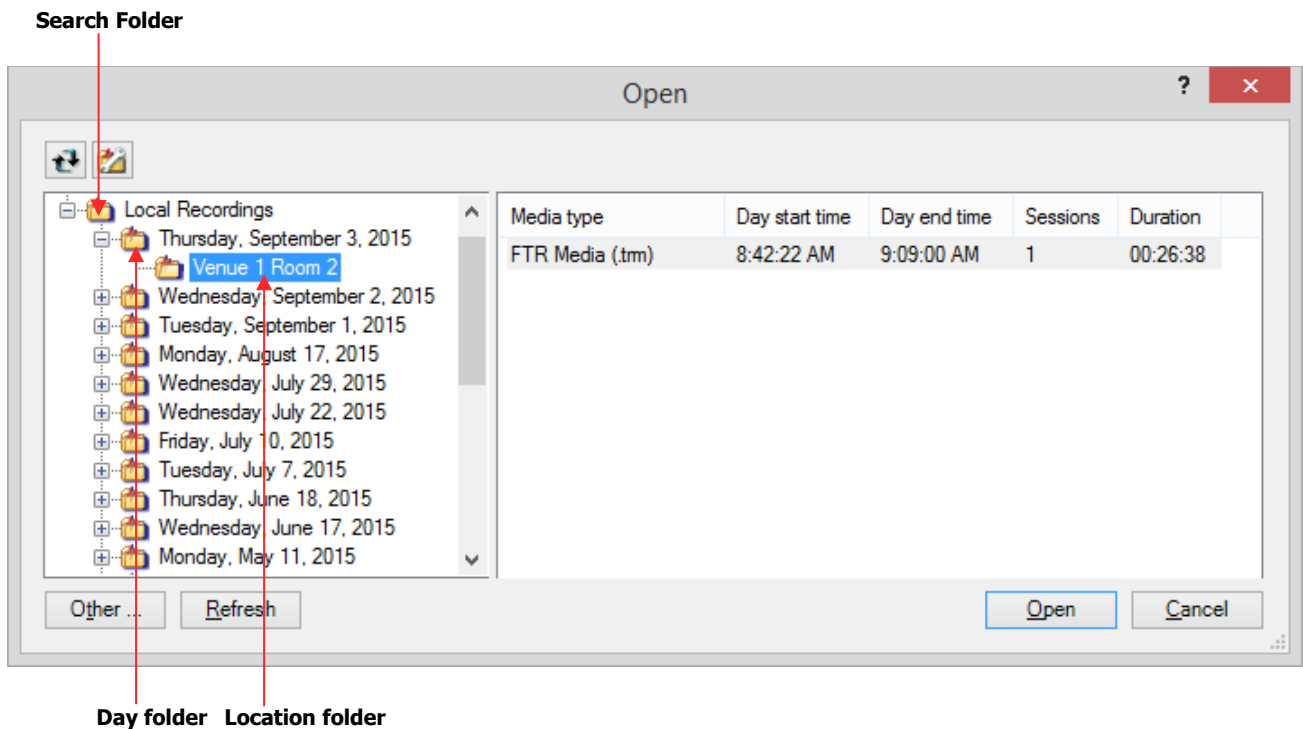 Search Folder
Open
?
Local Recordings
Thursday, September 3, 2015
Venue 1 Room 2
Wednesday, September 2, 2015
Tuesday, September 1, 2015
Monday, August 17, 2015
Wednesday, July 29, 2015
Wednesday, July 22, 2015
Friday, July 10, 2015
Tuesday, July 7, 2015
Thursday, June 18, 2015
Wednesday, June 17, 2015
Monday, May 11, 2015
Media type Day start time Day end time Sessions Duration
FTR Media (.trm) 8:42:22 AM 9:09:00 AM 1 00:26:38
Other ... Refresh Open Cancel
Day folder Location folder